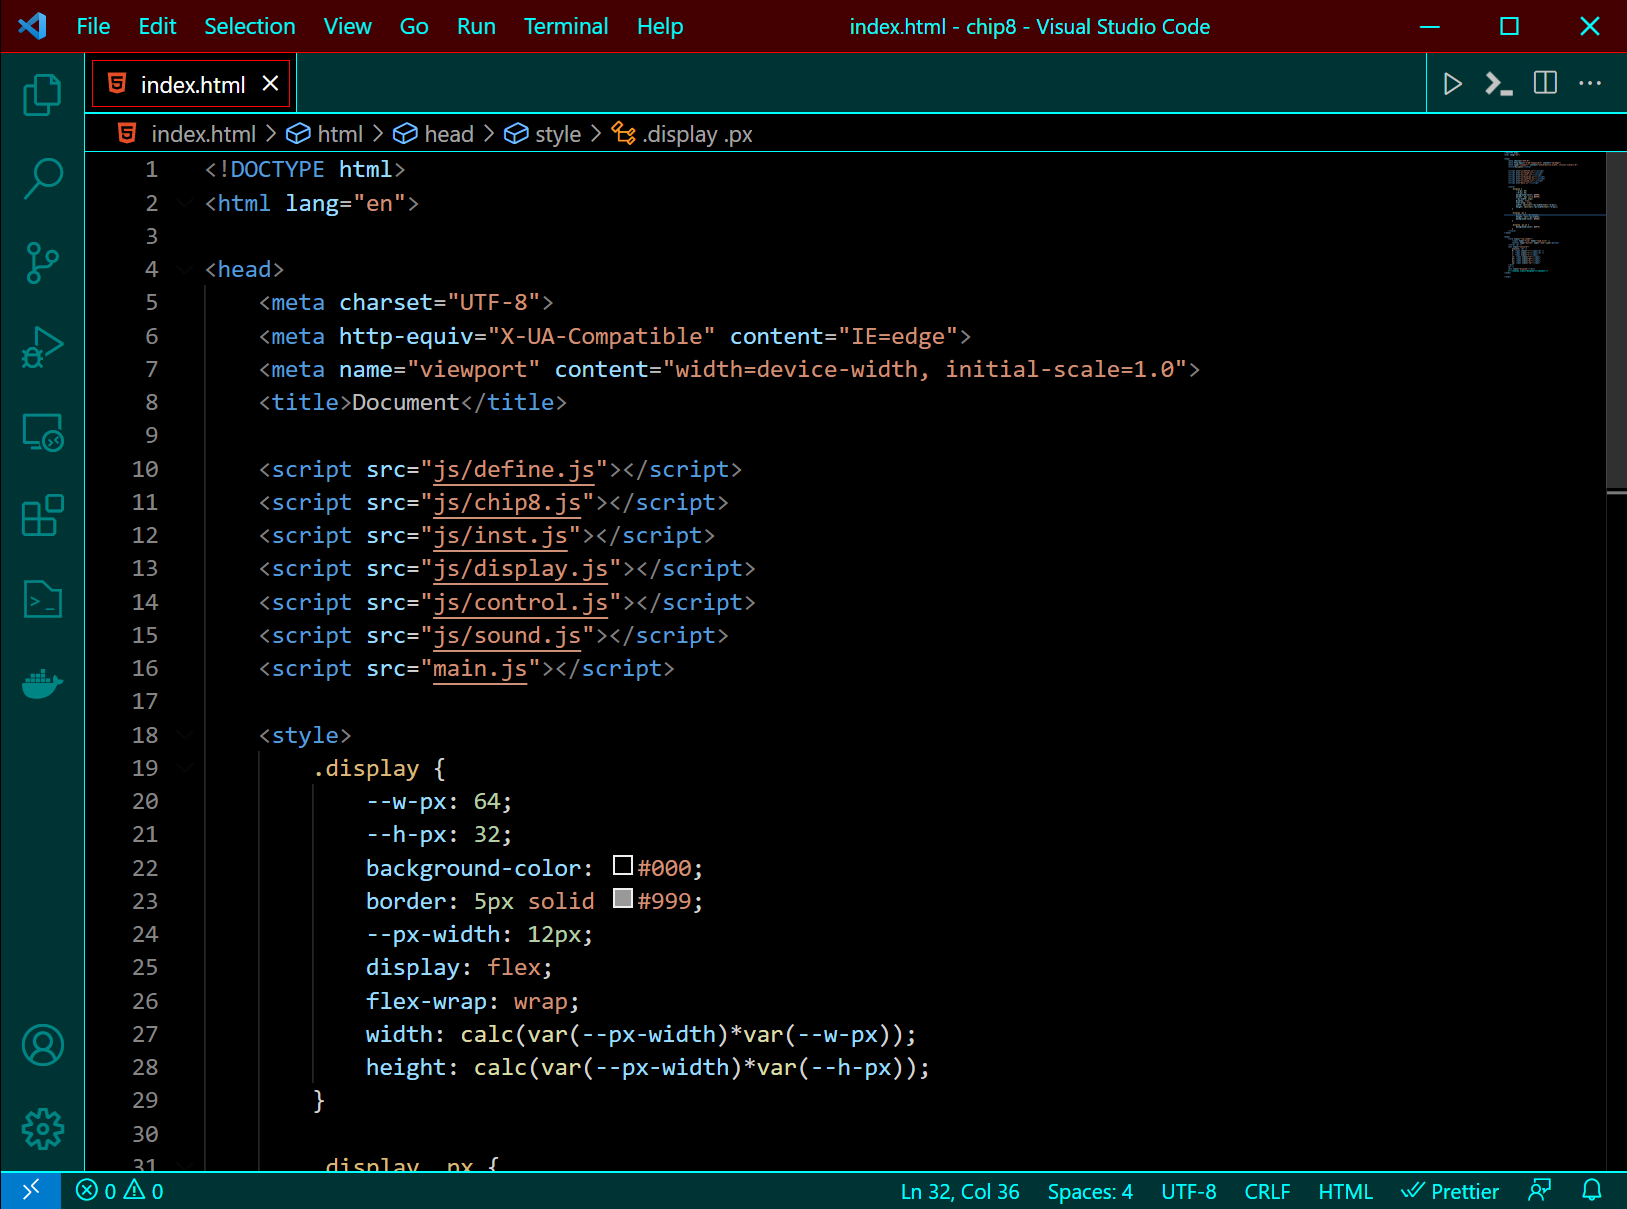 File Edit Selection View Go Run Terminal Help index.html - chip8 - Visual Studio Code
index.html
index.html > html > head > style > .display .px
1 <!DOCTYPE html>
2 <html lang="en">
3
4 <head>
5     <meta charset="UTF-8">
6     <meta http-equiv="X-UA-Compatible" content="IE=edge">
7     <meta name="viewport" content="width=device-width, initial-scale=1.0">
8     <title>Document</title>
9
10     <script src="js/define.js"></script>
11     <script src="js/chip8.js"></script>
12     <script src="js/inst.js"></script>
13     <script src="js/display.js"></script>
14     <script src="js/control.js"></script>
15     <script src="js/sound.js"></script>
16     <script src="main.js"></script>
17
18     <style>
19         .display {
20             --w-px: 64;
21             --h-px: 32;
22             background-color: #000;
23             border: 5px solid #999;
24             --px-width: 12px;
25             display: flex;
26             flex-wrap: wrap;
27             width: calc(var(--px-width)*var(--w-px));
28             height: calc(var(--px-width)*var(--h-px));
29         }
30
31         .display .px {
0 0 Ln 32, Col 36 Spaces: 4 UTF-8 CRLF HTML Prettier